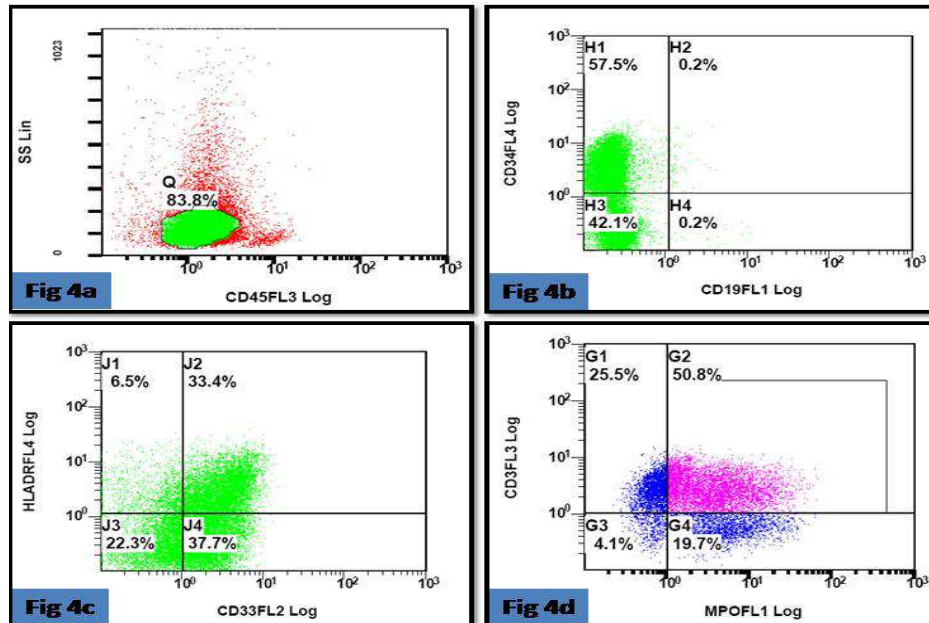 1023
SS Lin
0
Q
83.8%
10⁰ 10¹ 10² 10³
CD45FL3 Log
Fig 4a
10³
10²
10¹
10⁰
CD34FL4 Log
H1
57.5%
H2
0.2%
H3
42.1%
H4
0.2%
10⁰ 10¹ 10² 10³
CD19FL1 Log
Fig 4b
10³
10²
10¹
10⁰
HLADRFL4 Log
J1
6.5%
J2
33.4%
J3
22.3%
J4
37.7%
10⁰ 10¹ 10² 10³
CD33FL2 Log
Fig 4c
10³
10²
10¹
10⁰
CD3FL3 Log
G1
25.5%
G2
50.8%
G3
4.1%
G4
19.7%
10⁰ 10¹ 10² 10³
MPOFL1 Log
Fig 4d